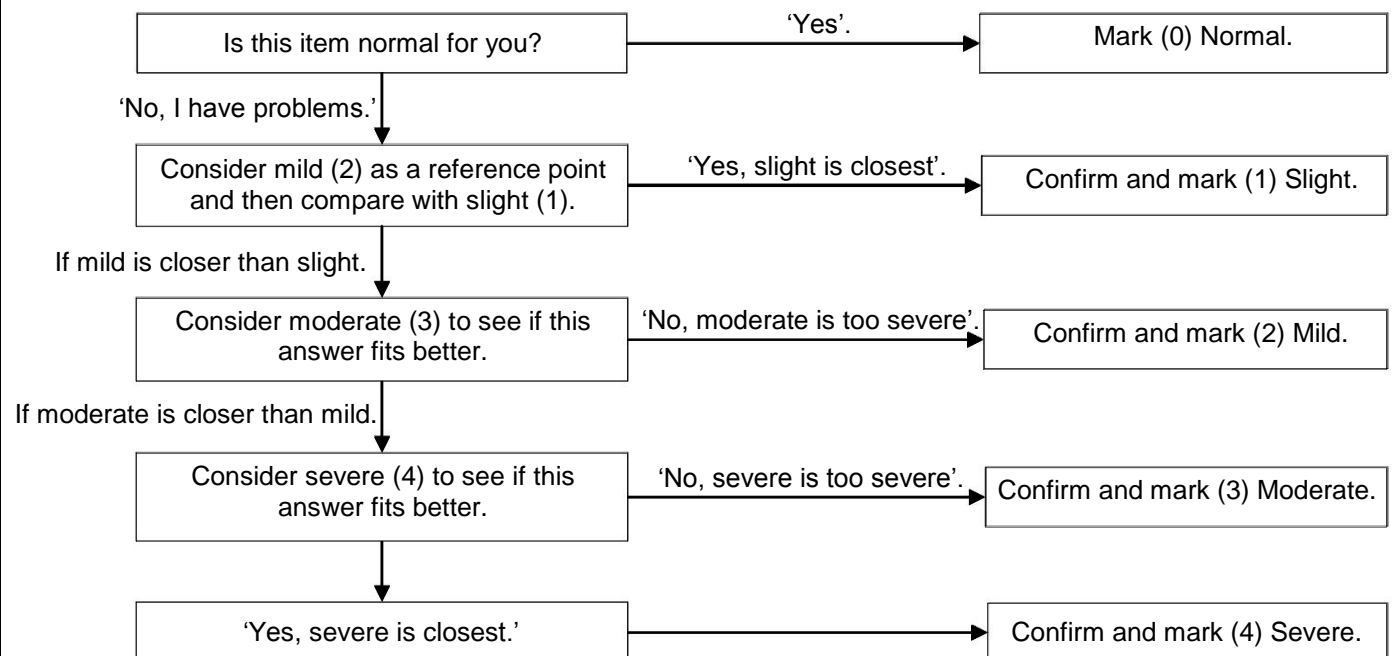 Is this item normal for you?
‘Yes’.
Mark (0) Normal.
‘No, I have problems.’
Consider mild (2) as a reference point
and then compare with slight (1).
‘Yes, slight is closest’.
Confirm and mark (1) Slight.
If mild is closer than slight.
Consider moderate (3) to see if this
answer fits better.
‘No, moderate is too severe’.
Confirm and mark (2) Mild.
If moderate is closer than mild.
Consider severe (4) to see if this
answer fits better.
‘No, severe is too severe’.
Confirm and mark (3) Moderate.
‘Yes, severe is closest.’
Confirm and mark (4) Severe.